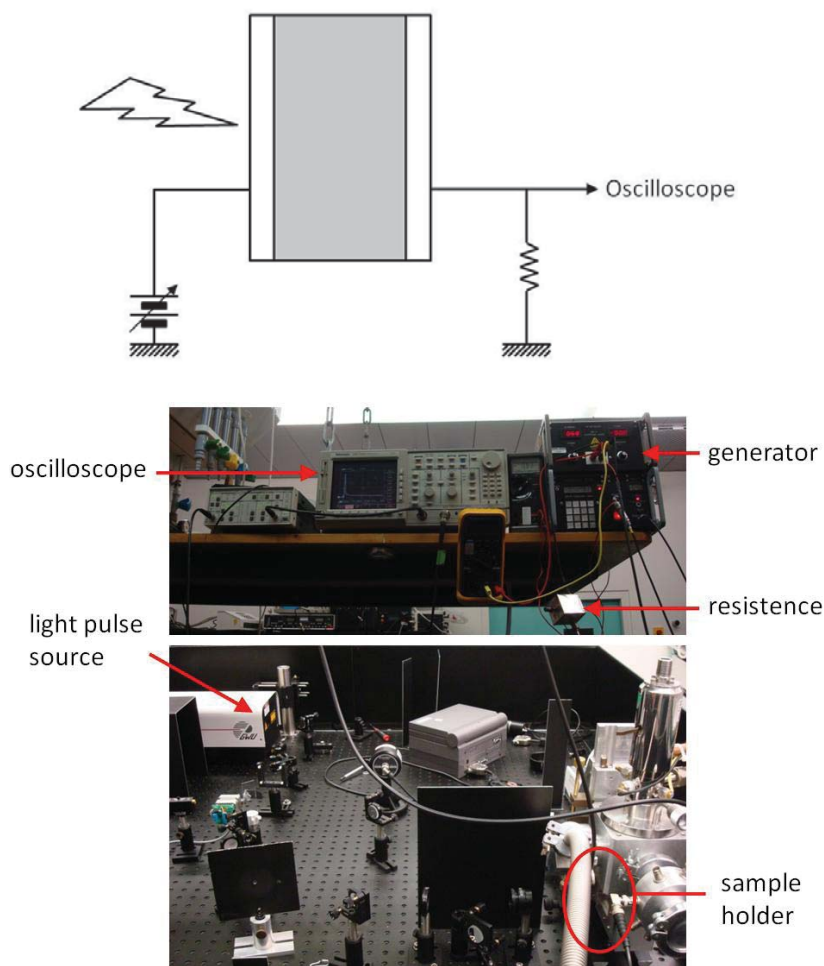 Oscilloscope
oscilloscope
generator
resistence
light pulse
source
sample
holder